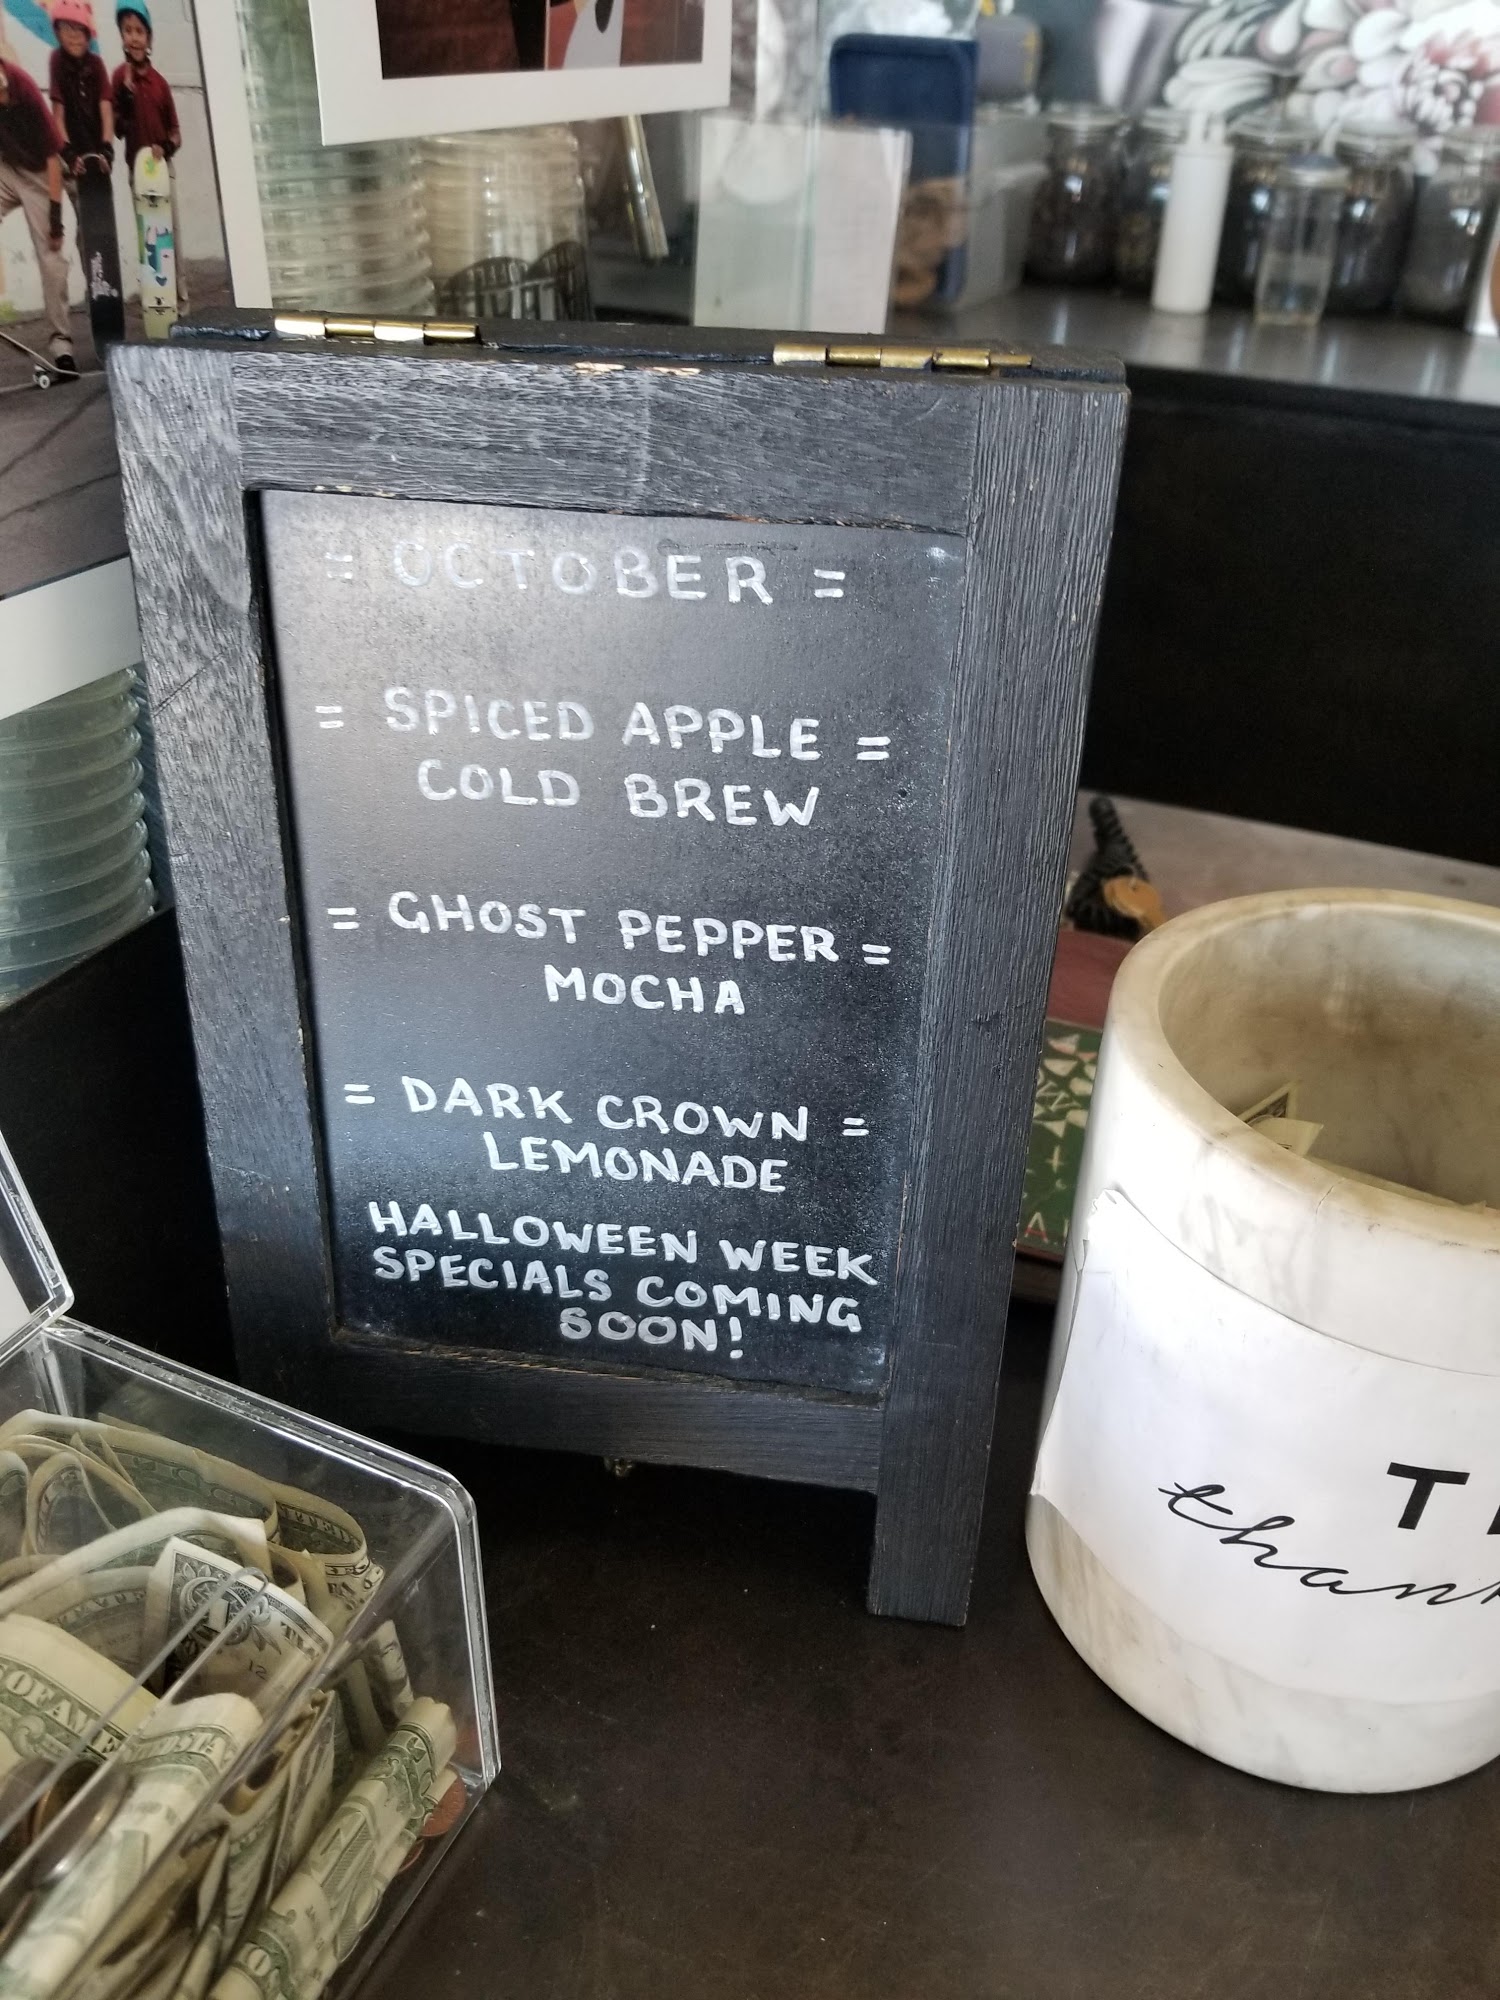 = OCTOBER =
= SPICED APPLE =
COLD BREW
= GHOST PEPPER =
MOCHA
= DARK CROWN =
LEMONADE
HALLOWEEN WEEK
SPECIALS COMING
SOON!